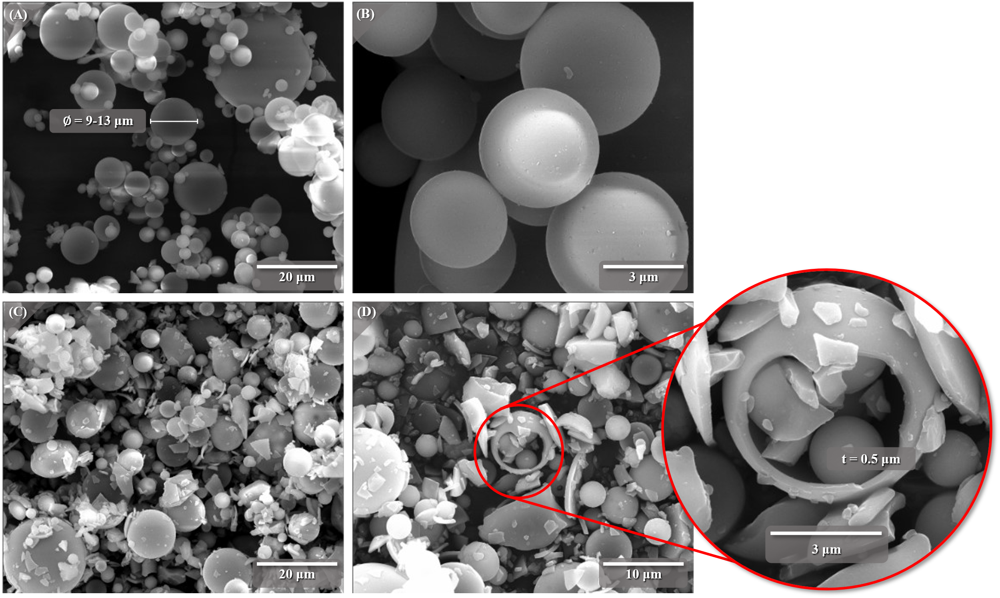 (A)
(B)
Ø = 9-13 µm
20 µm
3 µm
(C)
(D)
t = 0.5 µm
3 µm
20 µm
10 µm